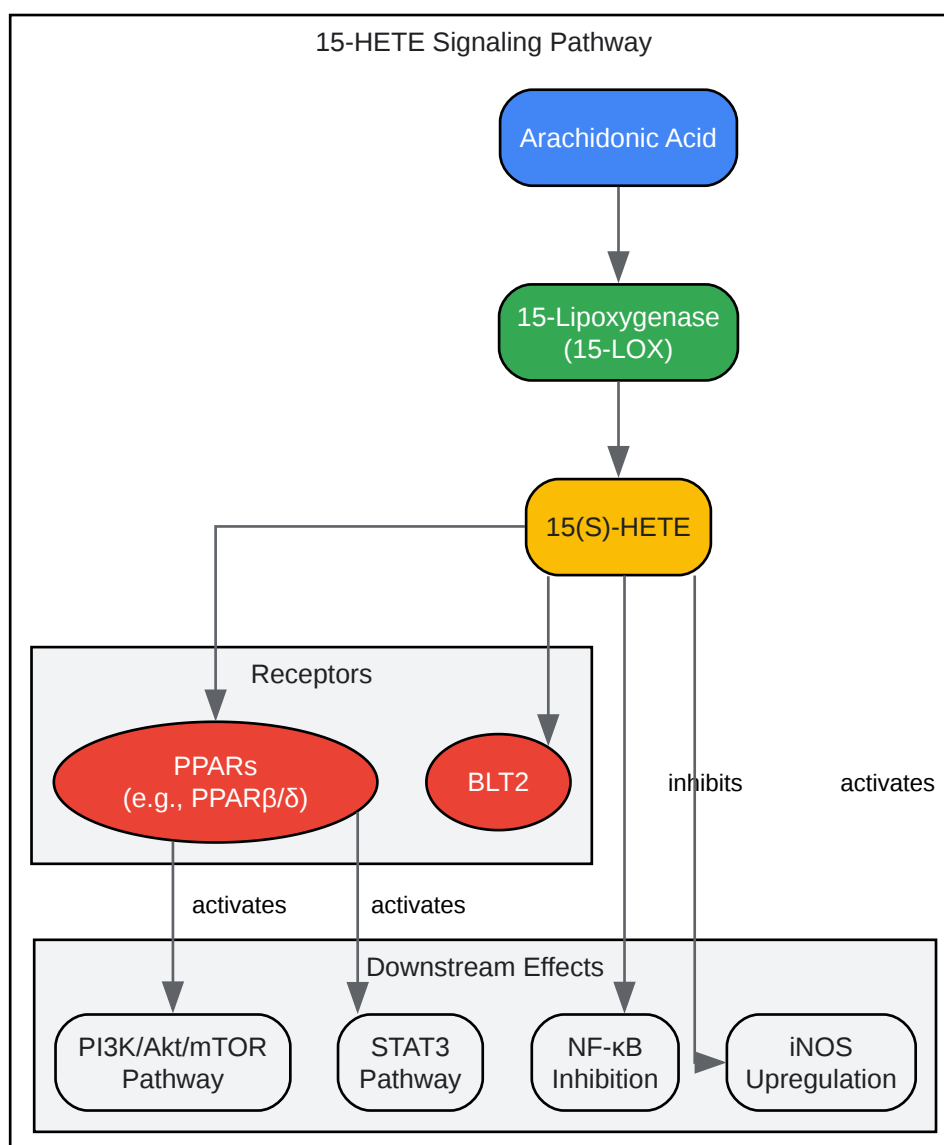 15-HETE Signaling Pathway
Arachidonic Acid
15-Lipoxygenase
(15-LOX)
15(S)-HETE
Receptors
PPARs
(e.g., PPARβ/δ)
BLT2
inhibits
activates
activates
activates
Downstream Effects
PI3K/Akt/mTOR
Pathway
STAT3
Pathway
NF-κB
Inhibition
iNOS
Upregulation